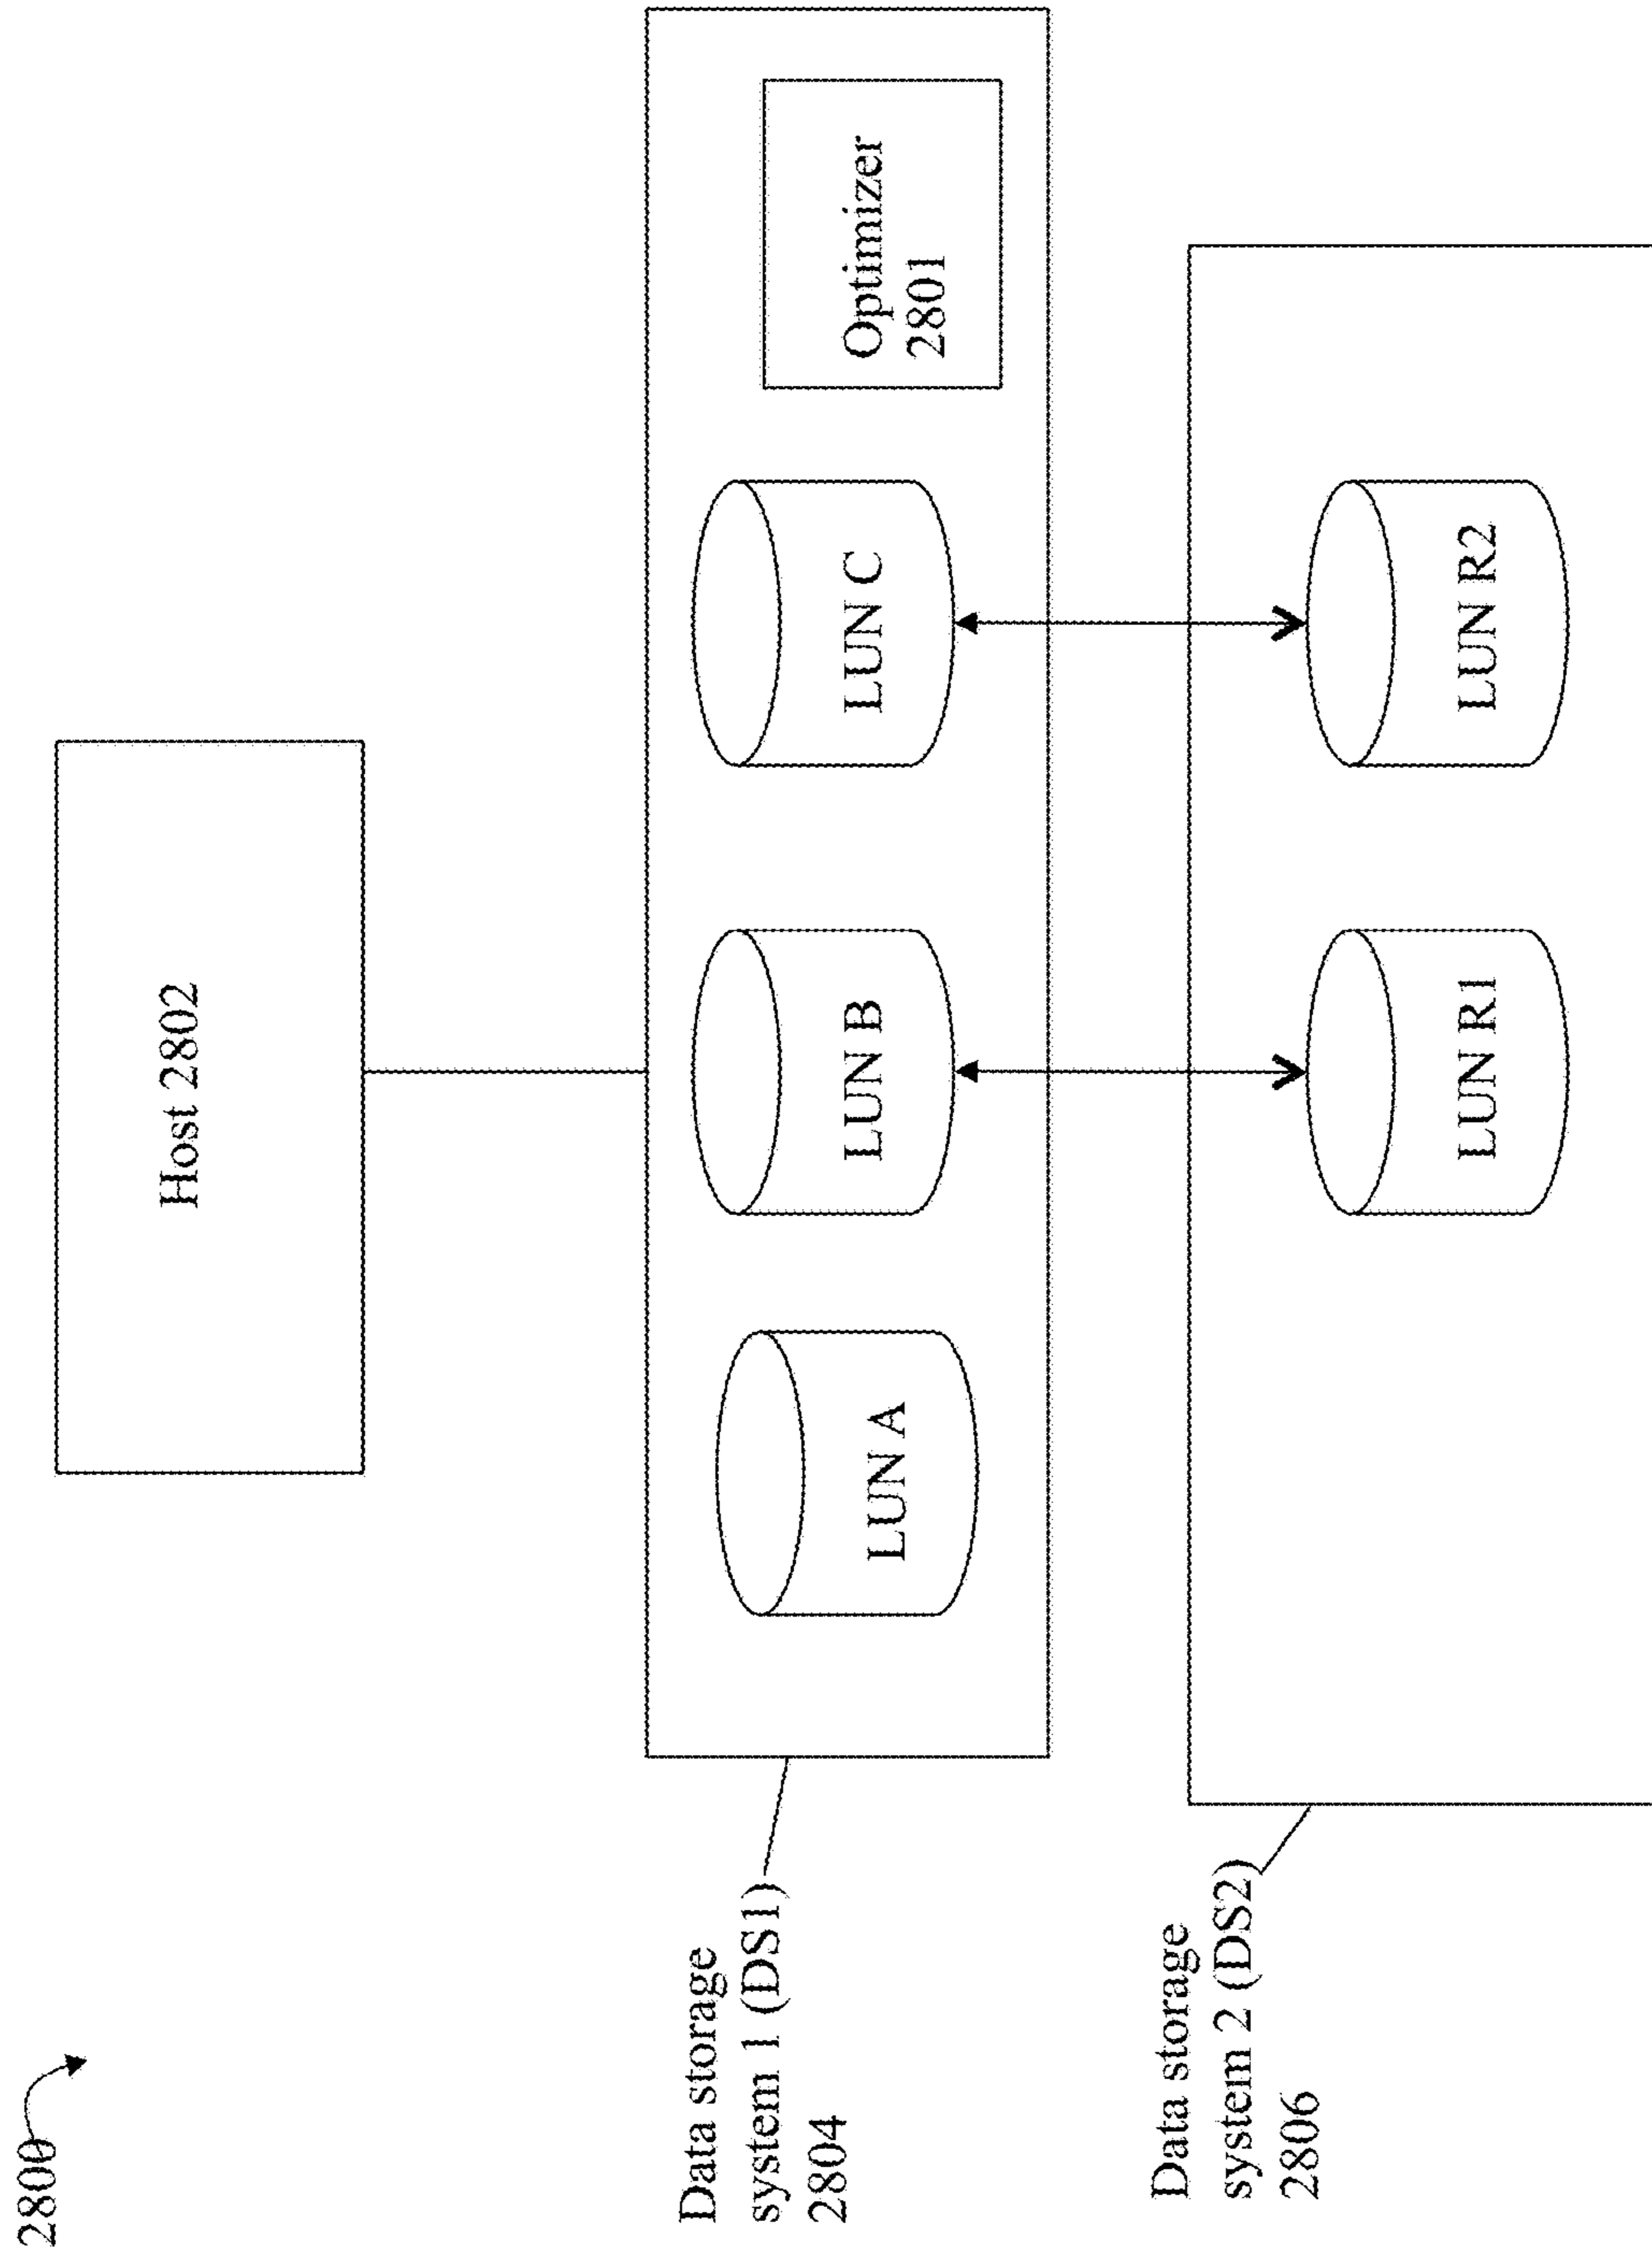 2800
Host 2802
Data storage
system 1 (DS1)
2804
LUN A
LUN B
LUN C
Optimizer
2801
Data storage
system 2 (DS2)
2806
LUN R1
LUN R2